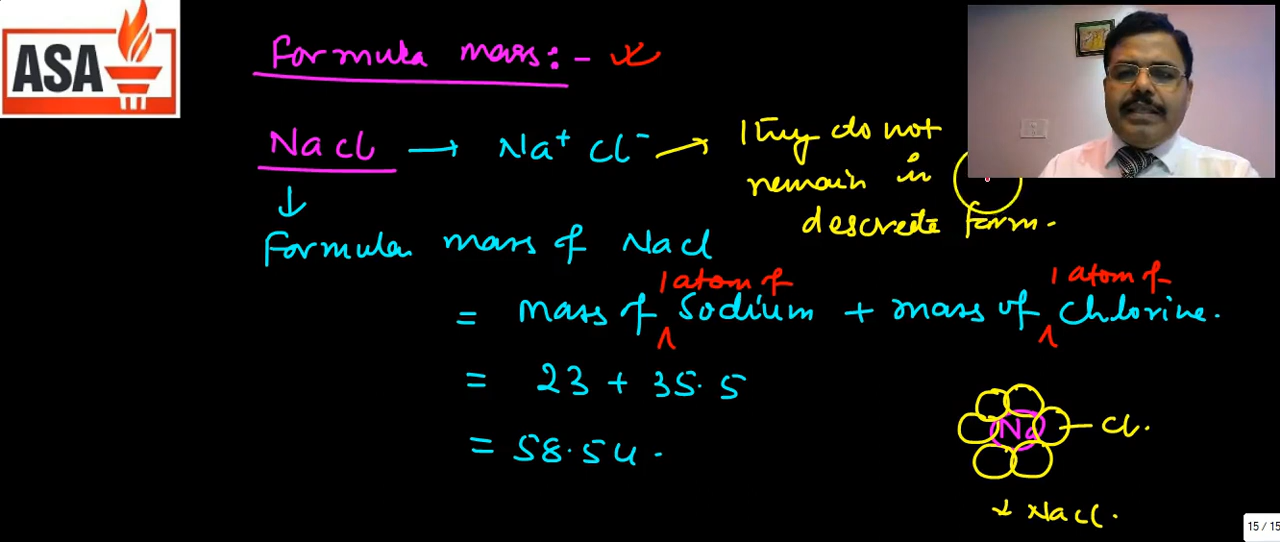 ASA
Formula mass:-
NaCl → Na⁺ Cl⁻ → They do not
remain in
descrete form.
↓
Formula mass of NaCl
= Mass of 1 atom of Sodium + mass of 1 atom of Chlorine.
= 23 + 35.5
= 58.5u.
Na - Cl.
NaCl.
15/15